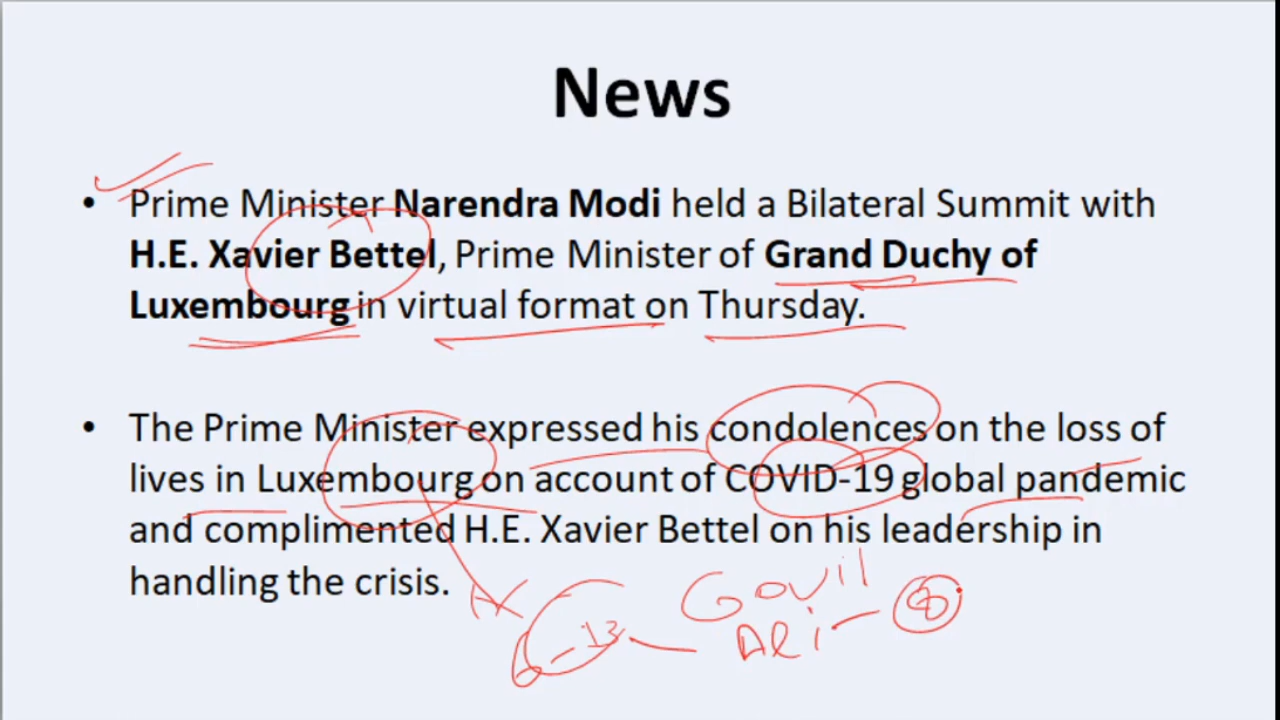 News
• Prime Minister Narendra Modi held a Bilateral Summit with
H.E. Xavier Bettel, Prime Minister of Grand Duchy of
Luxembourg in virtual format on Thursday.
• The Prime Minister expressed his condolences on the loss of
lives in Luxembourg on account of COVID-19 global pandemic
and complimented H.E. Xavier Bettel on his leadership in
handling the crisis.